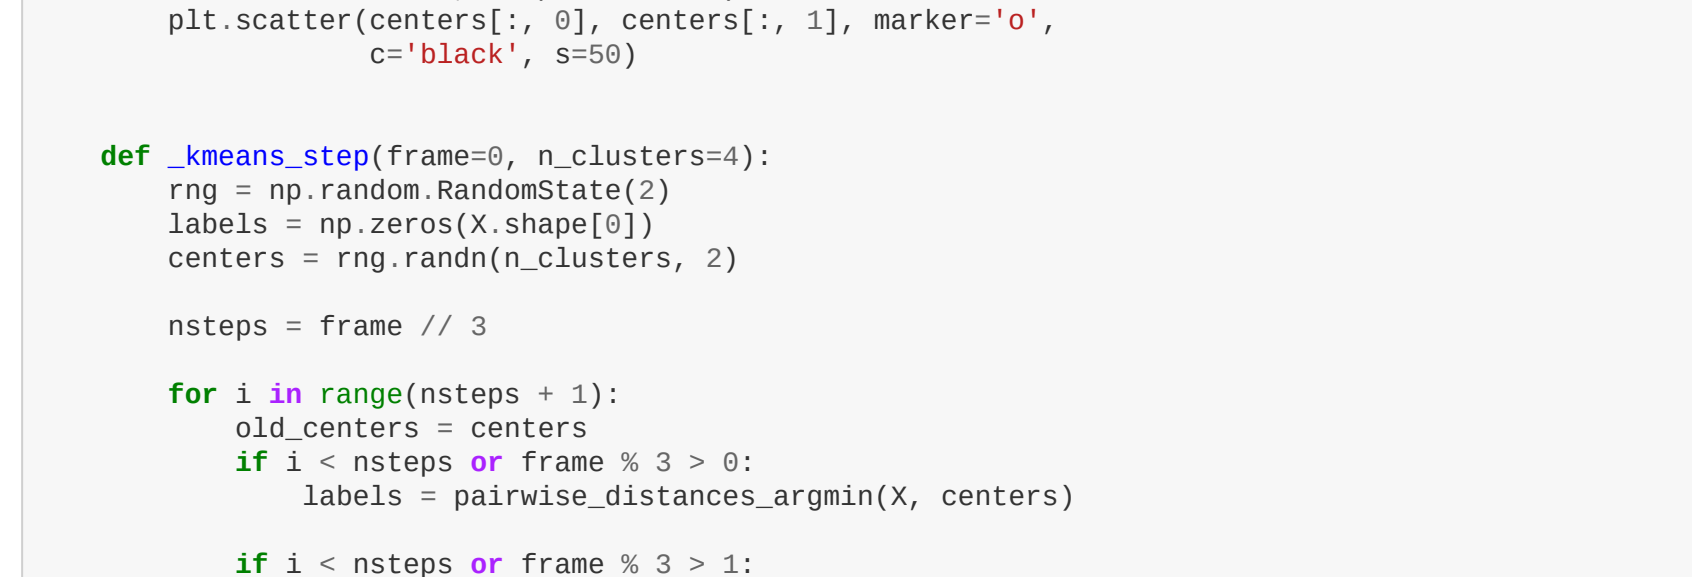 plt.scatter(centers[:, 0], centers[:, 1], marker='o',
c='black', s=50)
def _kmeans_step(frame=0, n_clusters=4):
rng = np.random.RandomState(2)
labels = np.zeros(X.shape[0])
centers = rng.randn(n_clusters, 2)
nsteps = frame // 3
for i in range(nsteps + 1):
old_centers = centers
if i < nsteps or frame % 3 > 0:
labels = pairwise_distances_argmin(X, centers)
if i < nsteps or frame % 3 > 1: